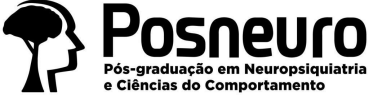 Posneuro
Pós-graduação em Neuropsiquiatria
e Ciências do Comportamento